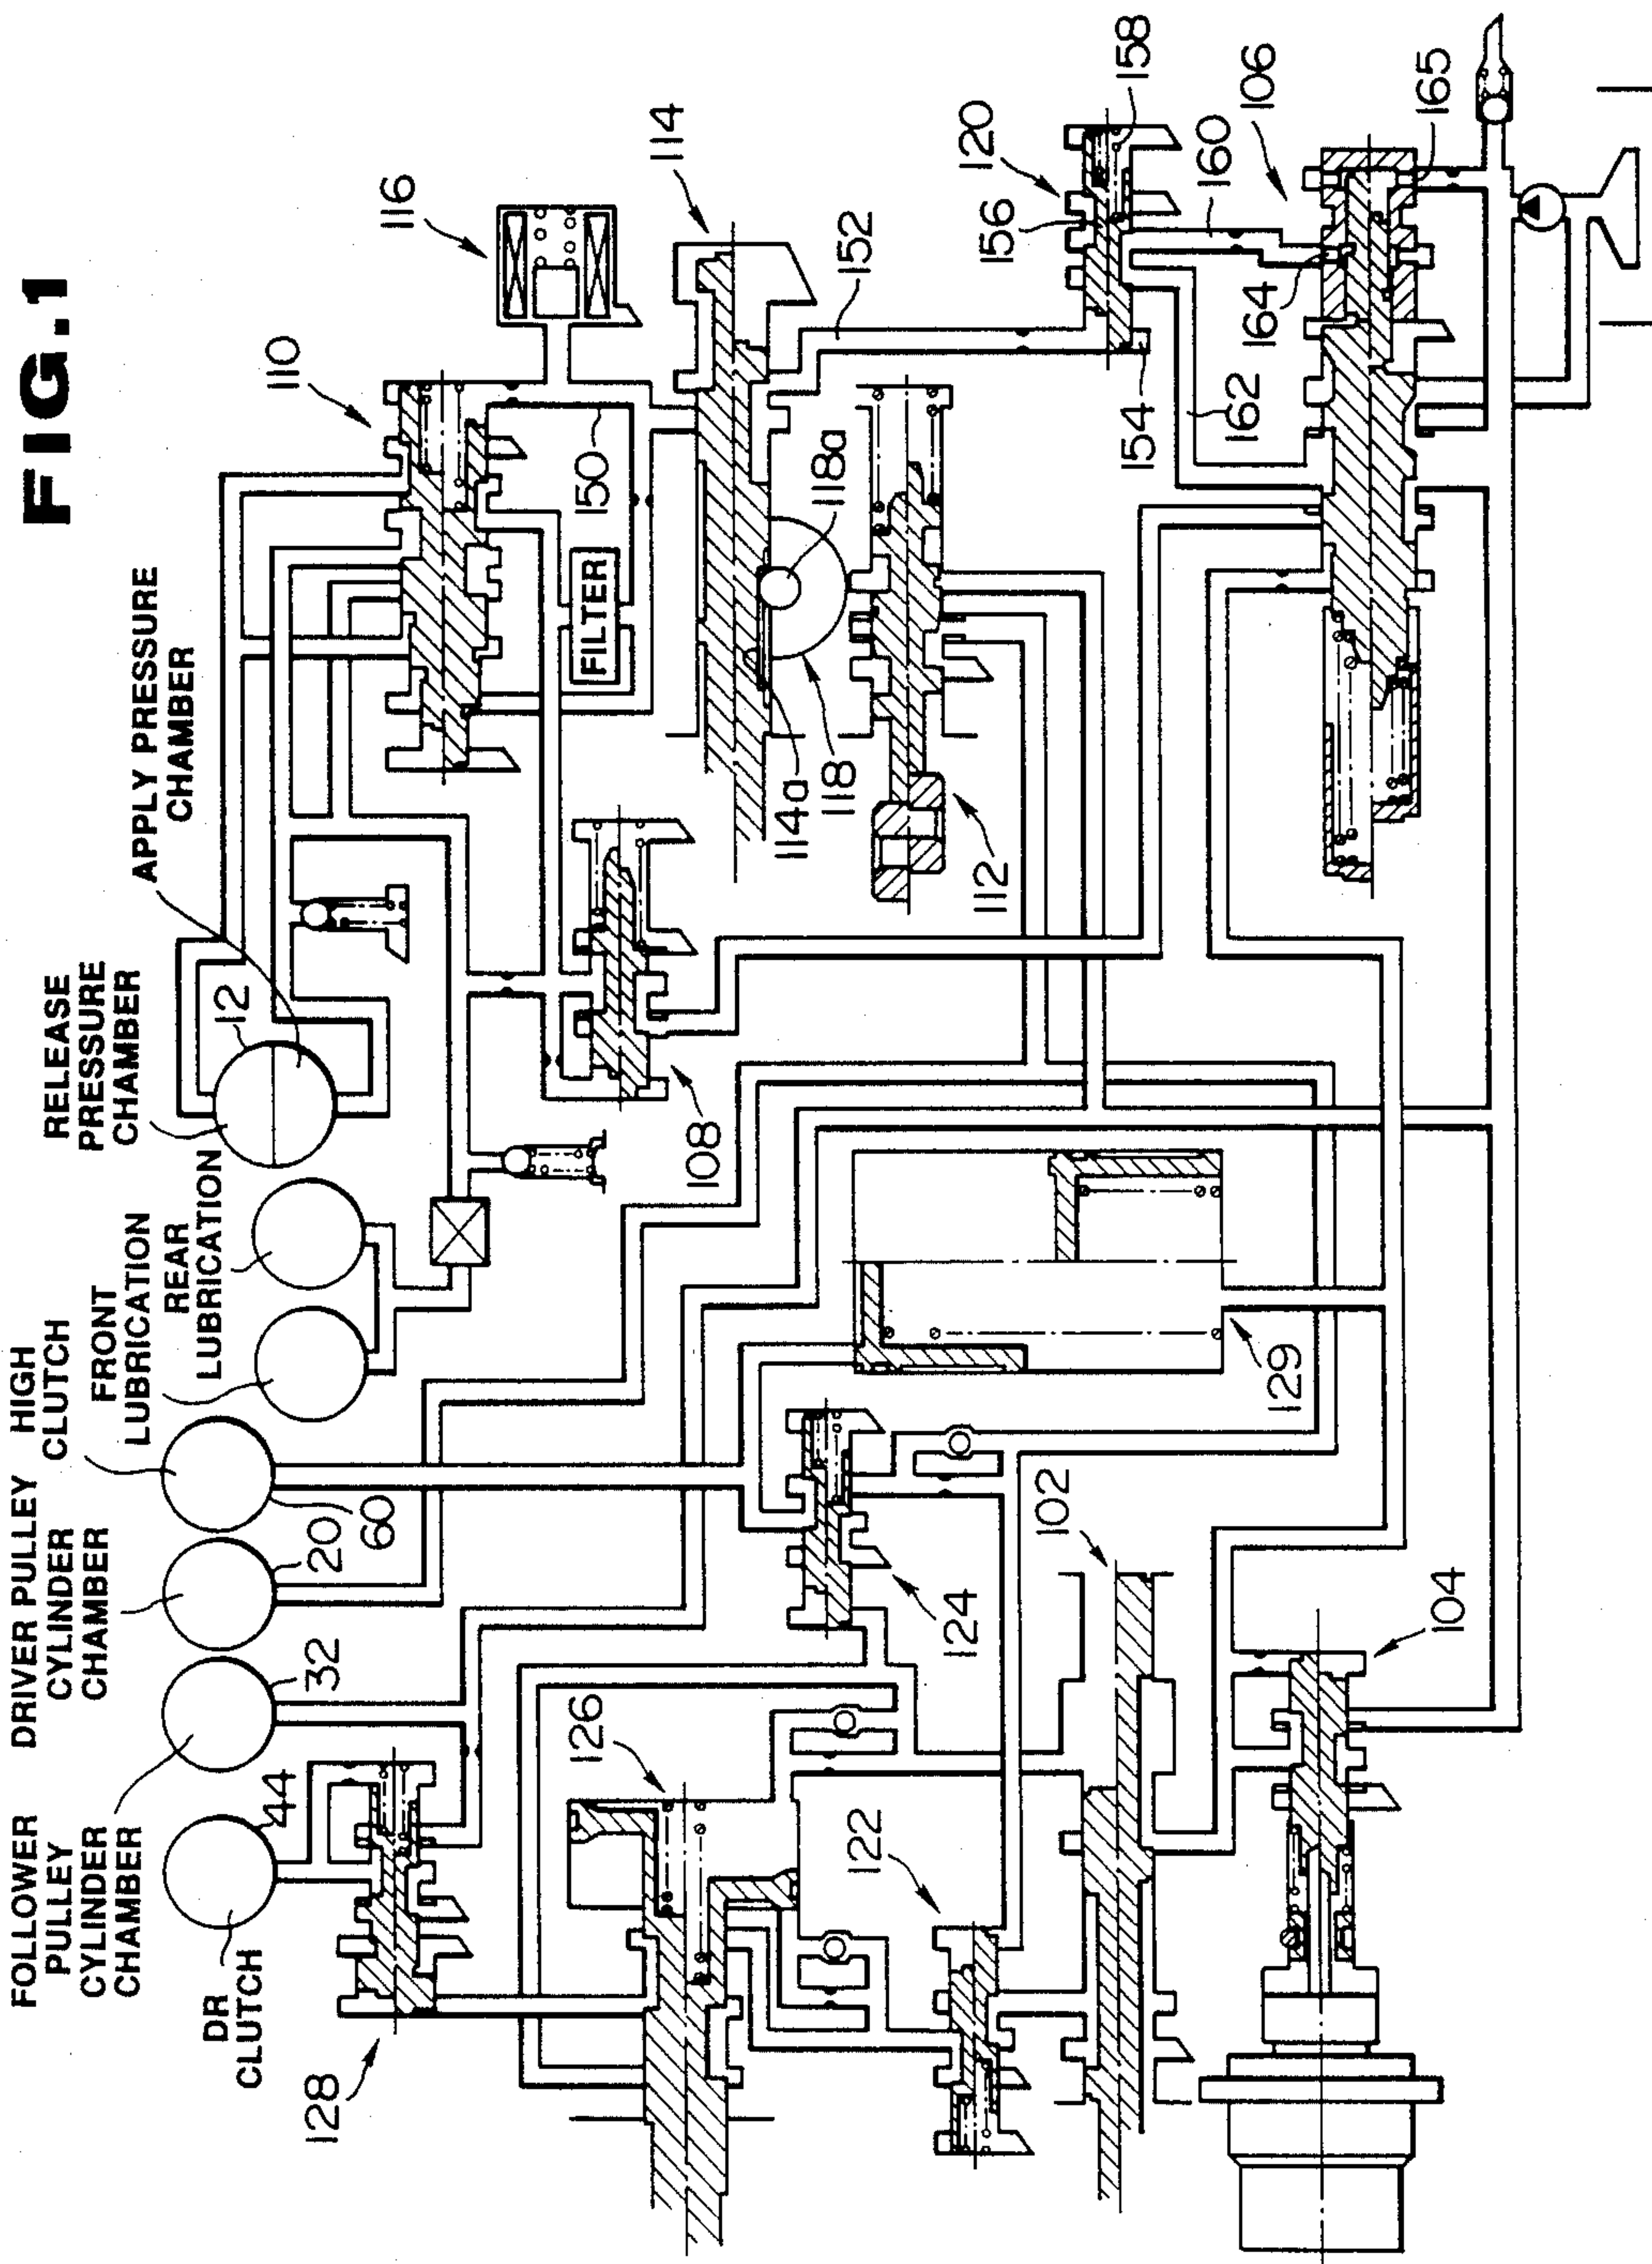 FIG.1
FOLLOWER
PULLEY
CYLINDER
CHAMBER
DRIVER PULLEY
CYLINDER
CHAMBER
HIGH
CLUTCH
FRONT
LUBRICATION
REAR
LUBRICATION
RELEASE
PRESSURE
CHAMBER
APPLY PRESSURE
CHAMBER
DR
CLUTCH
44
32
20
60
12
110
116
128
126
124
108
FILTER
150
114
114a
118
118a
112
152
120
156
158
154
160
162
164
106
165
122
102
129
104